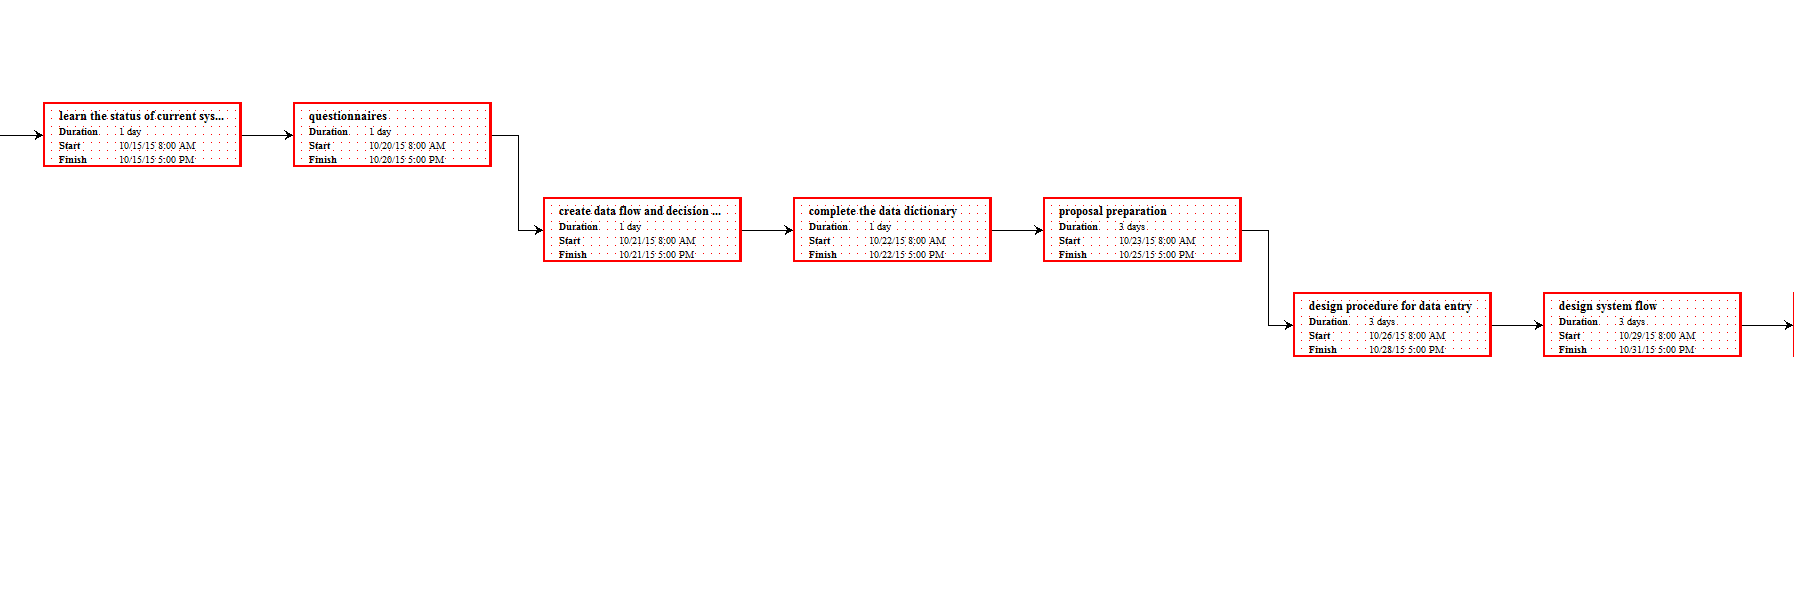 learn the status of current sys...
Duration 1 day
Start 10/15/15 8:00 AM
Finish 10/15/15 5:00 PM
questionnaires
Duration 1 day
Start 10/20/15 8:00 AM
Finish 10/20/15 5:00 PM
create data flow and decision ...
Duration 1 day
Start 10/21/15 8:00 AM
Finish 10/21/15 5:00 PM
complete the data dictionary
Duration 1 day
Start 10/22/15 8:00 AM
Finish 10/22/15 5:00 PM
proposal preparation
Duration 3 days
Start 10/23/15 8:00 AM
Finish 10/25/15 5:00 PM
design procedure for data entry
Duration 3 days
Start 10/26/15 8:00 AM
Finish 10/28/15 5:00 PM
design system flow
Duration 3 days
Start 10/29/15 8:00 AM
Finish 10/31/15 5:00 PM